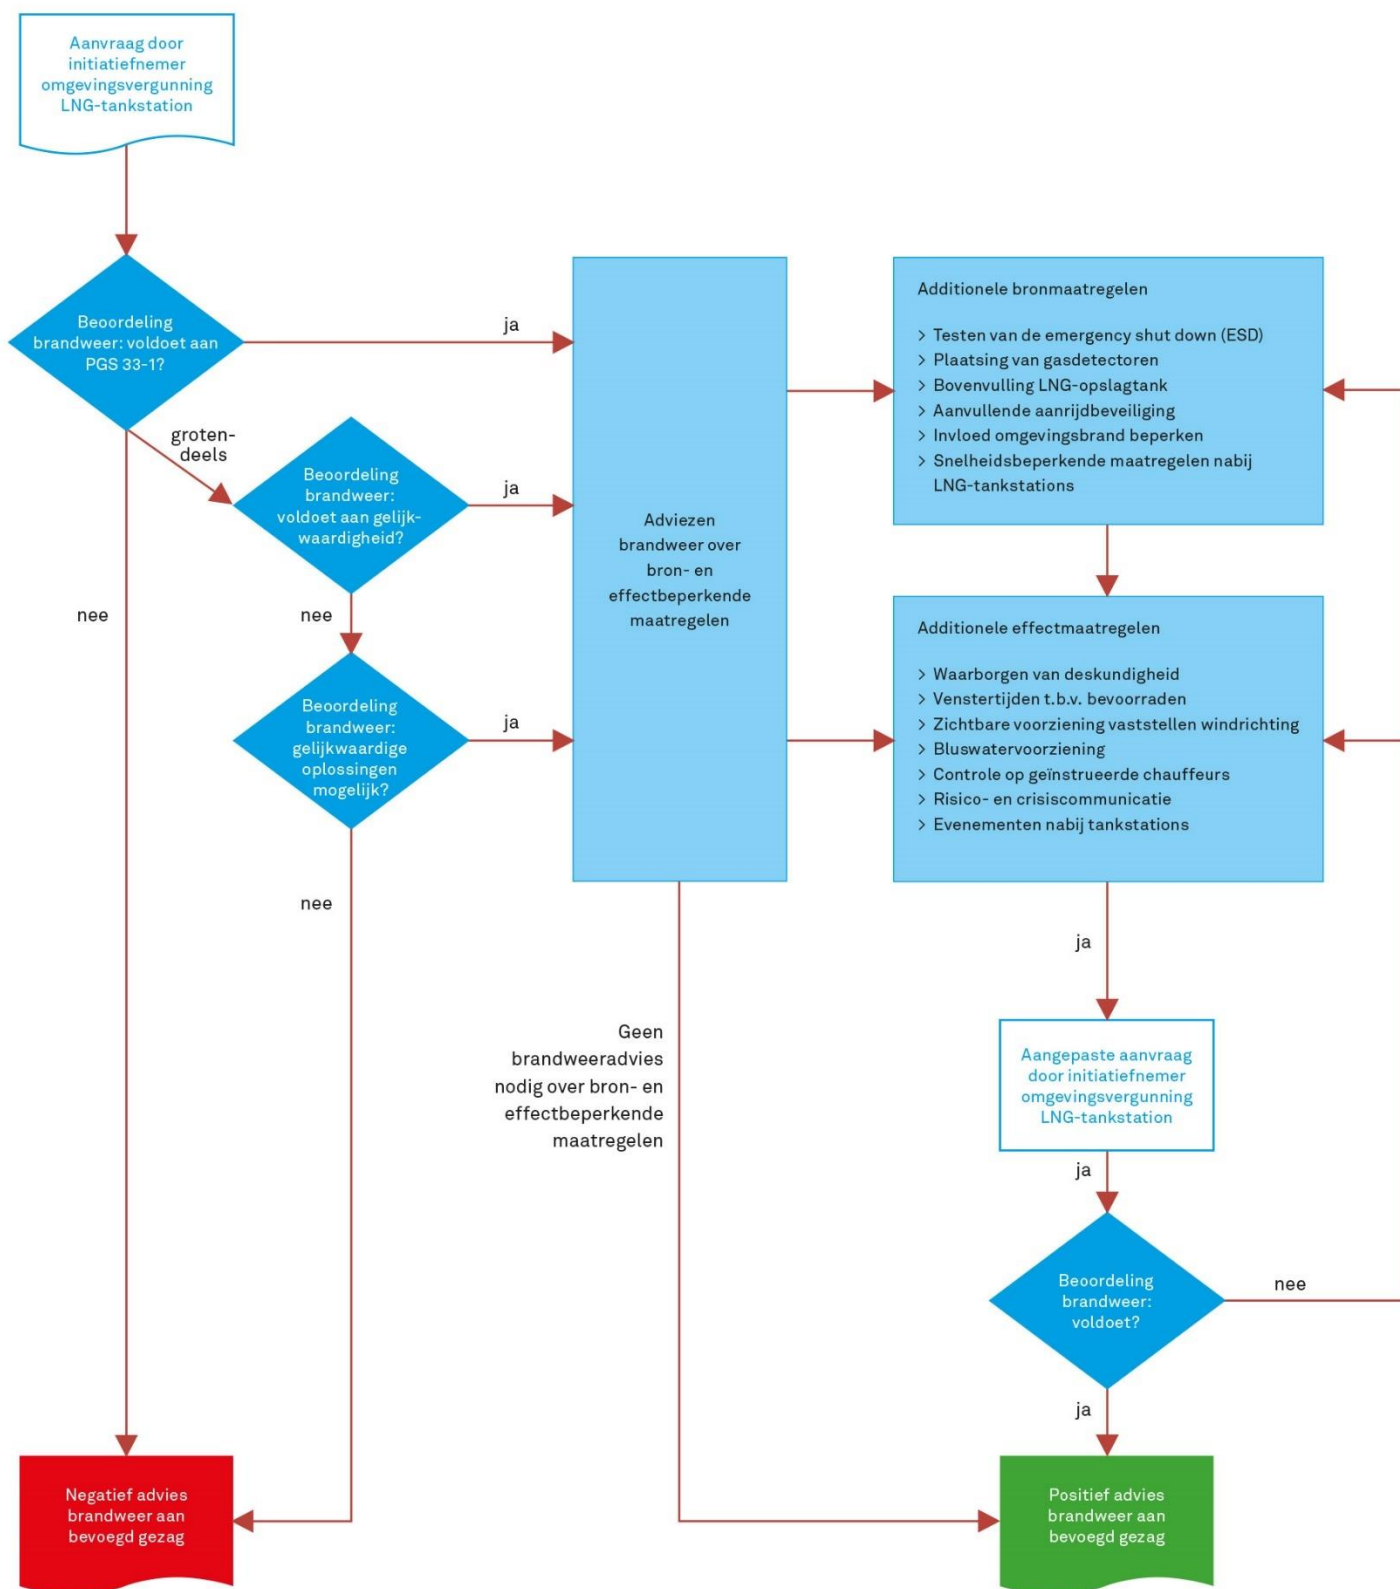 Aanvraag door
initiatiefnemer
omgevingsvergunning
LNG-tankstation
Beoordeling
brandweer: voldoet aan
PGS 33-1?
ja
groten-
deels
nee
Beoordeling
brandweer:
voldoet aan gelijk-
waardigheid?
ja
nee
Beoordeling
brandweer:
gelijkwaardige
oplossingen
mogelijk?
ja
nee
Adviezen
brandweer over
bron- en
effectbeperkende
maatregelen
Geen
brandweeradvies
nodig over bron- en
effectbeperkende
maatregelen
Additionele bronmaatregelen
> Testen van de emergency shut down (ESD)
> Plaatsing van gasdetectoren
> Bovenvulling LNG-opslagtank
> Aanvullende aanrijdbeveiliging
> Invloed omgevingsbrand beperken
> Snelheidsbeperkende maatregelen nabij
LNG-tankstations
Additionele effectmaatregelen
> Waarborgen van deskundigheid
> Venstertijden t.b.v. bevoorraden
> Zichtbare voorziening vaststellen windrichting
> Bluswatervoorziening
> Controle op geïnstrueerde chauffeurs
> Risico- en crisiscommunicatie
> Evenementen nabij tankstations
ja
Aangepaste aanvraag
door initiatiefnemer
omgevingsvergunning
LNG-tankstation
ja
Beoordeling
brandweer:
voldoet?
nee
ja
Negatief advies
brandweer aan
bevoegd gezag
Positief advies
brandweer aan
bevoegd gezag